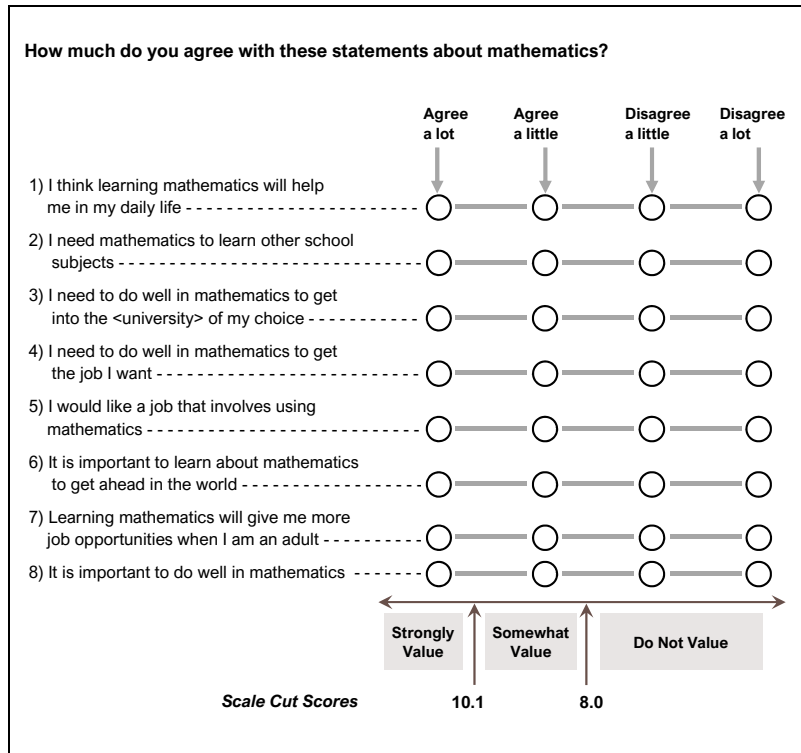 How much do you agree with these statements about mathematics?
Agree a lot
Agree a little
Disagree a little
Disagree a lot
1) I think learning mathematics will help
me in my daily life
2) I need mathematics to learn other school
subjects
3) I need to do well in mathematics to get
into the <university> of my choice
4) I need to do well in mathematics to get
the job I want
5) I would like a job that involves using
mathematics
6) It is important to learn about mathematics
to get ahead in the world
7) Learning mathematics will give me more
job opportunities when I am an adult
8) It is important to do well in mathematics
Strongly Value
Somewhat Value
Do Not Value
Scale Cut Scores 10.1 8.0